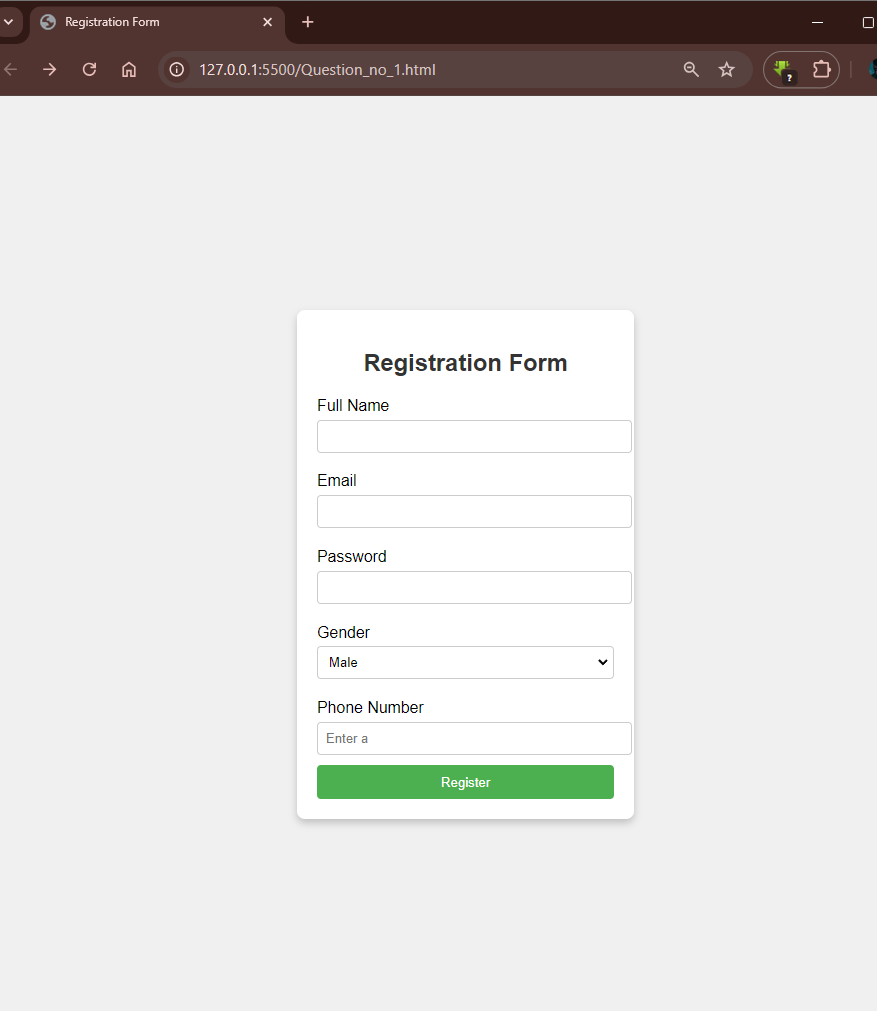 Registration Form
127.0.0.1:5500/Question_no_1.html
?
Registration Form
Full Name
Email
Password
Gender
Male
Phone Number
Enter a
Register